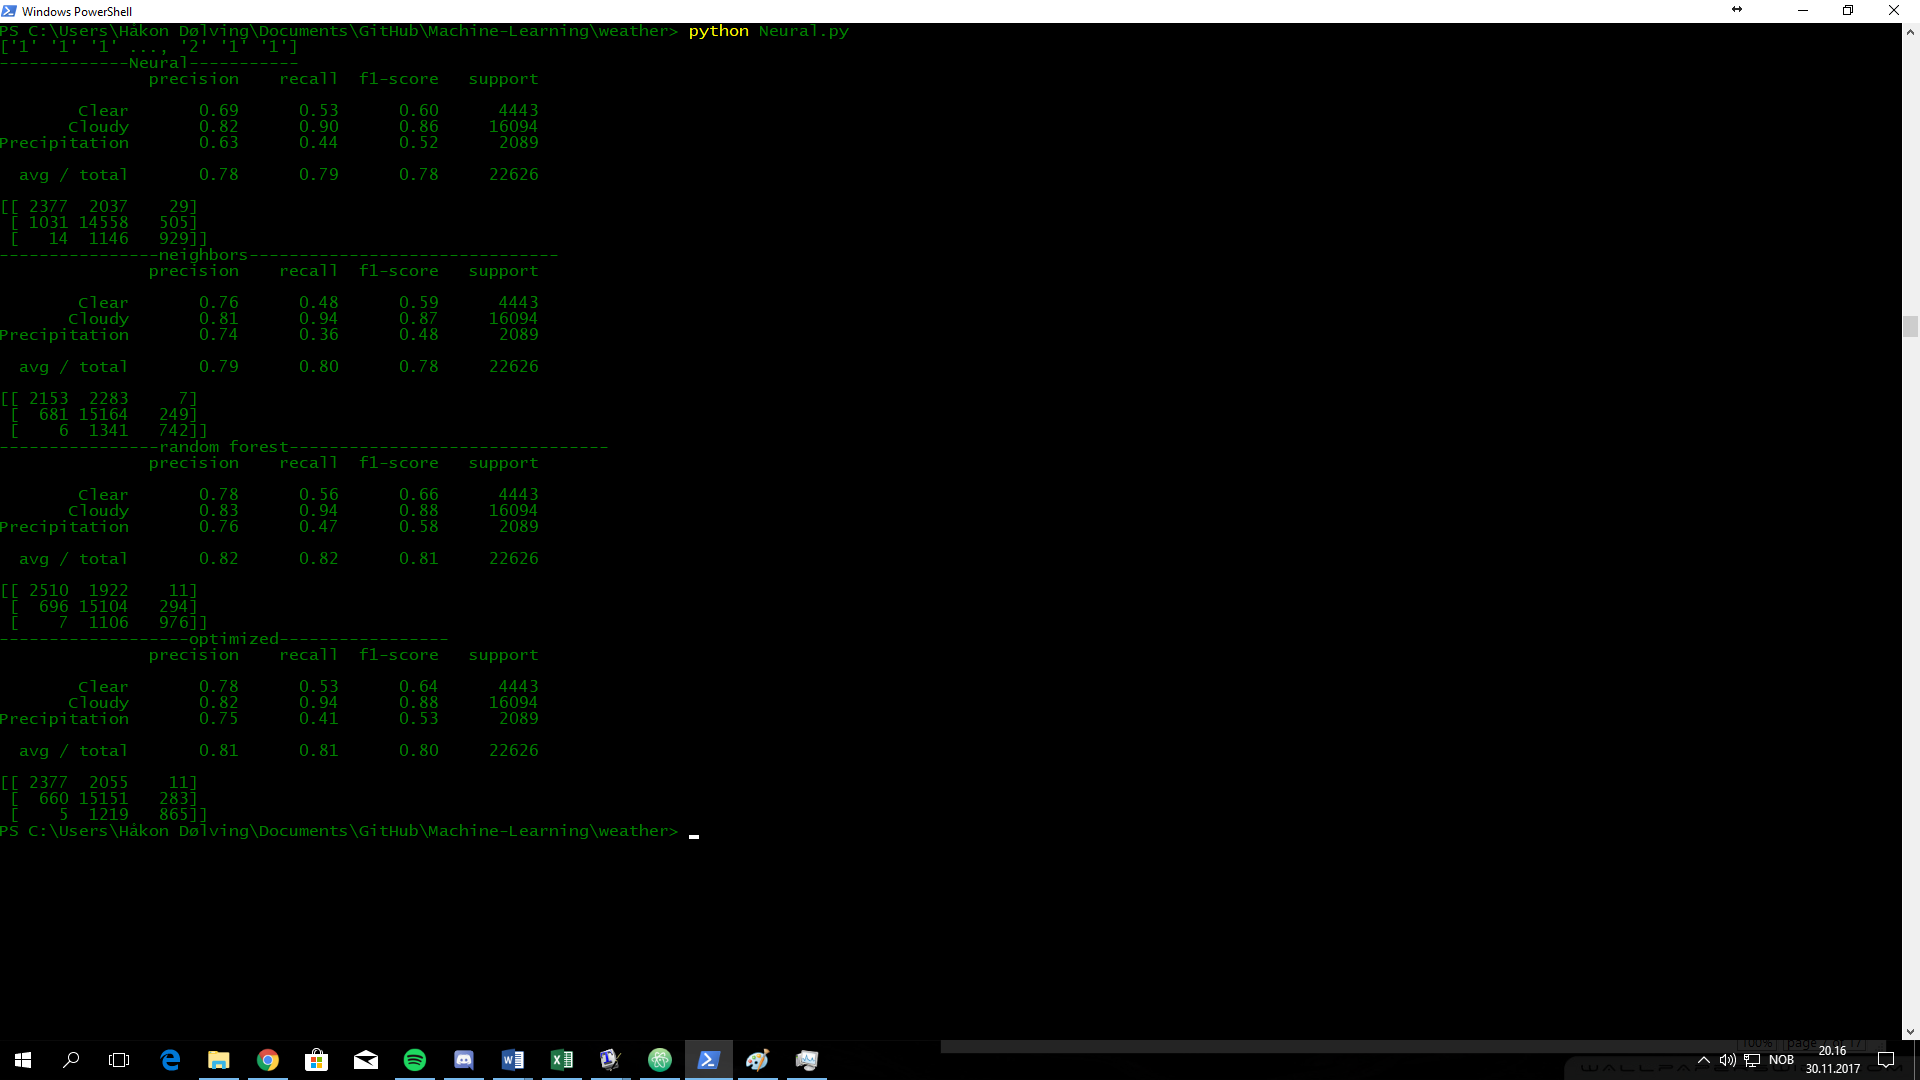 Windows PowerShell
PS C:\Users\Håkon Dølving\Documents\GitHub\Machine-Learning\weather> python Neural.py
['1' '1' '1' ..., '2' '1' '1']
-------------Neural-----------
precision recall f1-score support
Clear 0.69 0.53 0.60 4443
Cloudy 0.82 0.90 0.86 16094
Precipitation 0.63 0.44 0.52 2089
avg / total 0.78 0.79 0.78 22626
[[ 2377 2037 29]
[ 1031 14558 505]
[ 14 1146 929]]
----------------neighbors-------------------------------
precision recall f1-score support
Clear 0.76 0.48 0.59 4443
Cloudy 0.81 0.94 0.87 16094
Precipitation 0.74 0.36 0.48 2089
avg / total 0.79 0.80 0.78 22626
[[ 2153 2283 7]
[ 681 15164 249]
[ 6 1341 742]]
----------------random forest--------------------------------
precision recall f1-score support
Clear 0.78 0.56 0.66 4443
Cloudy 0.83 0.94 0.88 16094
Precipitation 0.76 0.47 0.58 2089
avg / total 0.82 0.82 0.81 22626
[[ 2510 1922 11]
[ 696 15104 294]
[ 7 1106 976]]
-------------------optimized-----------------
precision recall f1-score support
Clear 0.78 0.53 0.64 4443
Cloudy 0.82 0.94 0.88 16094
Precipitation 0.75 0.41 0.53 2089
avg / total 0.81 0.81 0.80 22626
[[ 2377 2055 11]
[ 660 15151 283]
[ 5 1219 865]]
PS C:\Users\Håkon Dølving\Documents\GitHub\Machine-Learning\weather>
NOB
20.16
30.11.2017